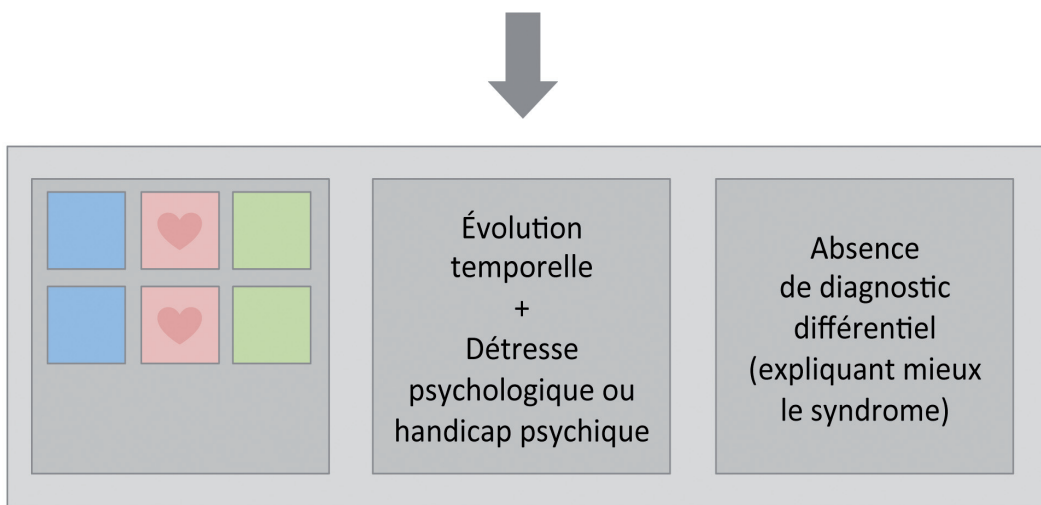 Évolution
temporelle
+
Détresse
psychologique ou
handicap psychique
Absence
de diagnostic
différentiel
(expliquant mieux
le syndrome)